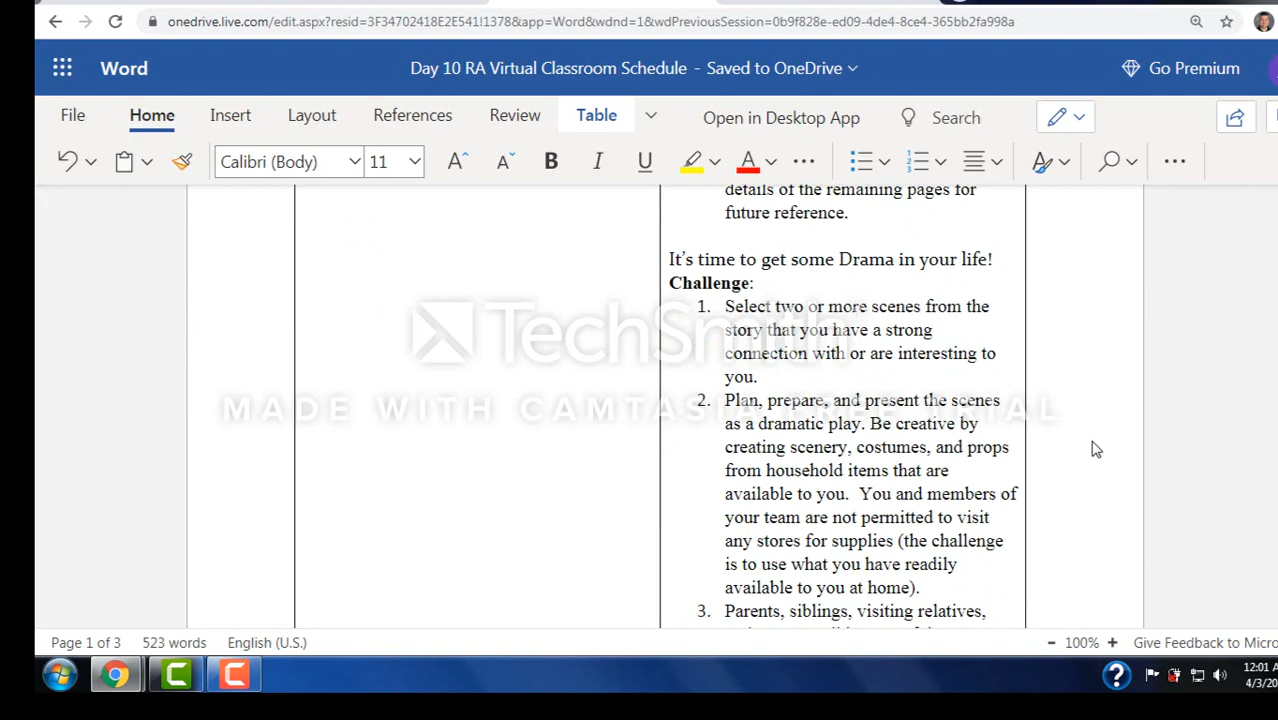 onedrive.live.com/edit.aspx?resid=3F34702418E2E541!1378&app=Word&wdnd=1&wdPreviousSession=0b9f828e-ed09-4de4-8ce4-365bb2fa998a
Word
Day 10 RA Virtual Classroom Schedule - Saved to OneDrive
Go Premium
File Home Insert Layout References Review Table Open in Desktop App Search
Calibri (Body) 11 A A B I U A
details of the remaining pages for
future reference.
It's time to get some Drama in your life!
Challenge:
1. Select two or more scenes from the
story that you have a strong
connection with or are interesting to
you.
2. Plan, prepare, and present the scenes
as a dramatic play. Be creative by
creating scenery, costumes, and props
from household items that are
available to you. You and members of
your team are not permitted to visit
any stores for supplies (the challenge
is to use what you have readily
available to you at home).
3. Parents, siblings, visiting relatives,
TechSmith
MADE WITH CAMTASIA FREE TRIAL
Page 1 of 3 523 words English (U.S.) - 100% + Give Feedback to Micro
12:01 A
4/3/20